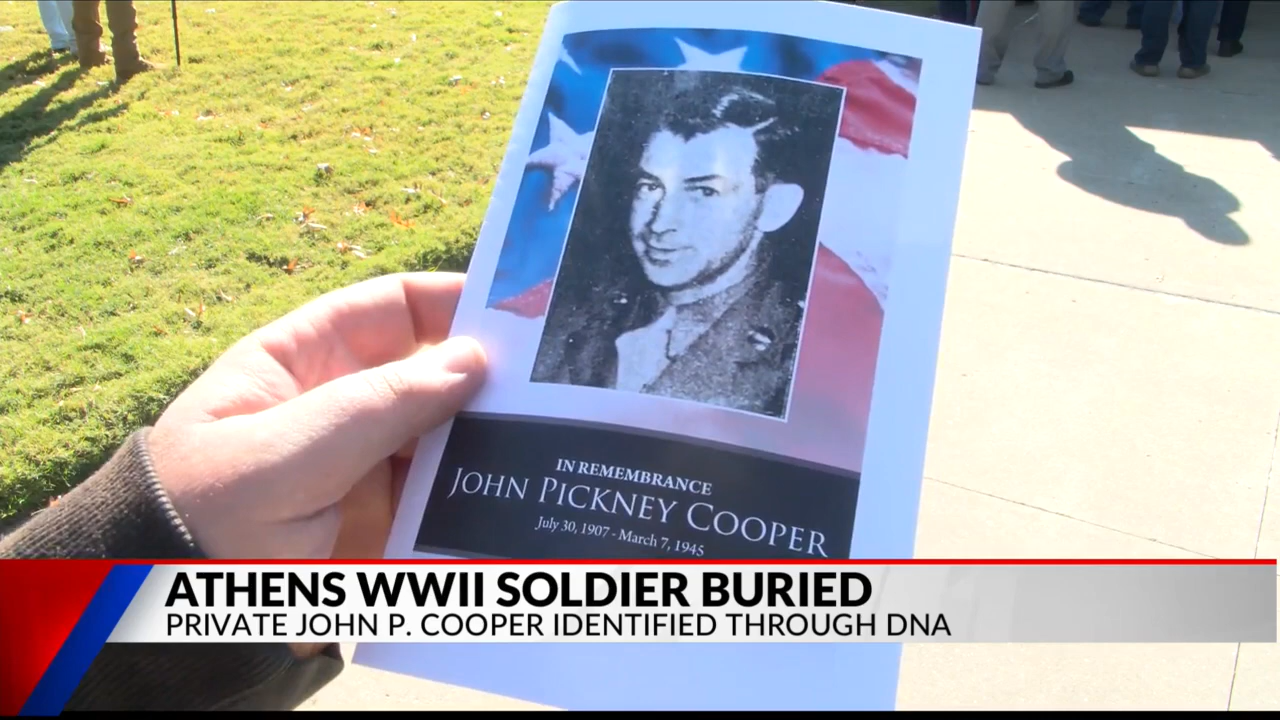 IN REMEMBRANCE
JOHN PICKNEY COOPER
July 30, 1907 - March 7, 1945
ATHENS WWII SOLDIER BURIED
PRIVATE JOHN P. COOPER IDENTIFIED THROUGH DNA